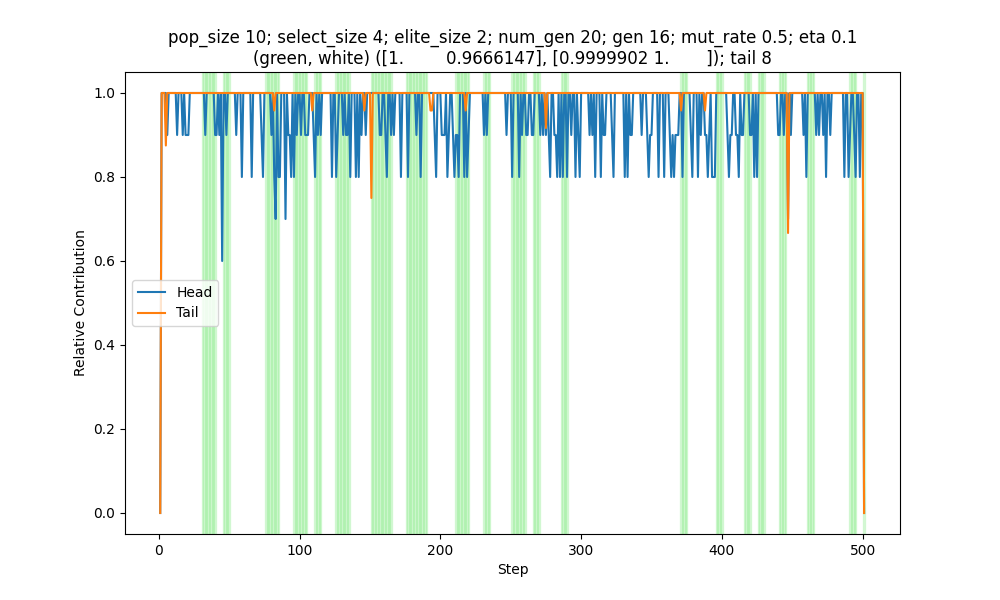 pop_size 10; select_size 4; elite_size 2; num_gen 20; gen 16; mut_rate 0.5; eta 0.1
(green, white) ([1. 0.9666147], [0.9999902 1. ]); tail 8
1.0
0.8
0.6
0.4
0.2
0.0
Relative Contribution
Head
Tail
0 100 200 300 400 500
Step